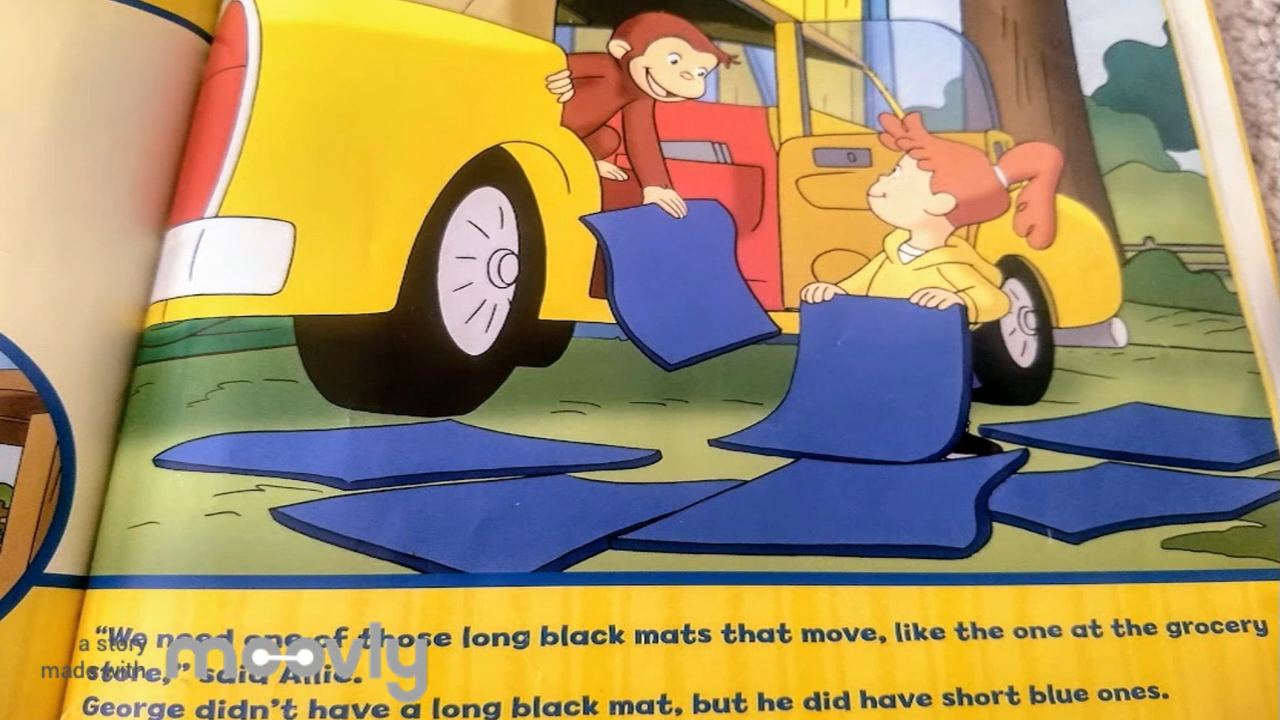 "We need one of those long black mats that move, like the one at the grocery
store," said Allie.
George didn't have a long black mat, but he did have short blue ones.
a story
made with
moovly